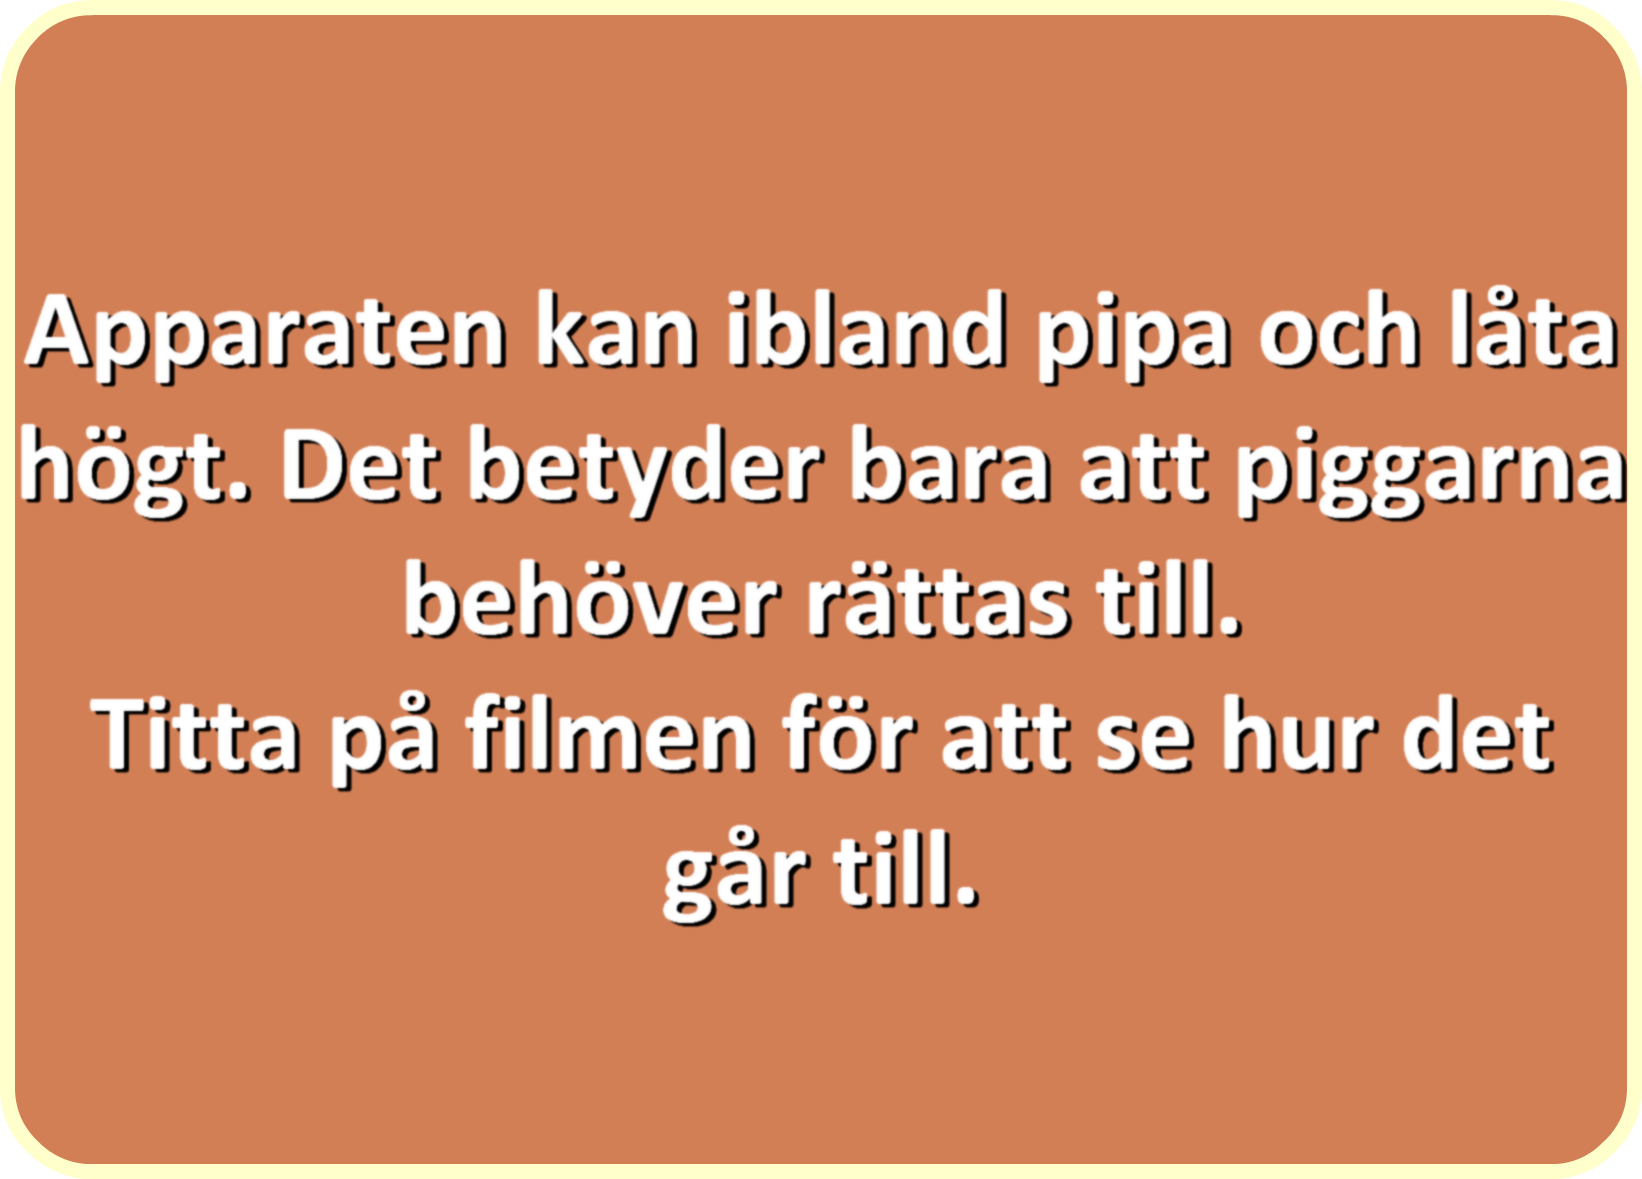 Apparaten kan ibland pipa och låta
högt. Det betyder bara att piggarna
behöver rättas till.
Titta på filmen för att se hur det
går till.